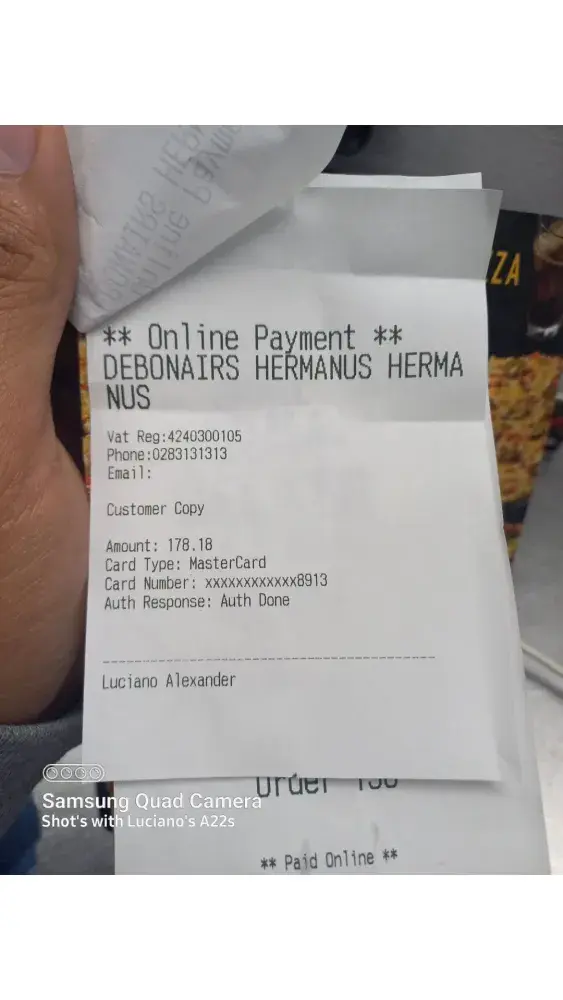 ZA
** Online Payment **
DEBONAIRS HERMANUS HERMA
NUS
Vat Reg:4240300105
Phone:0283131313
Email:
Customer Copy
Amount: 178.18
Card Type: MasterCard
Card Number: xxxxxxxxxxxx8913
Auth Response: Auth Done
Luciano Alexander
Order
** Paid Online **
Samsung Quad Camera
Shot's with Luciano's A22s